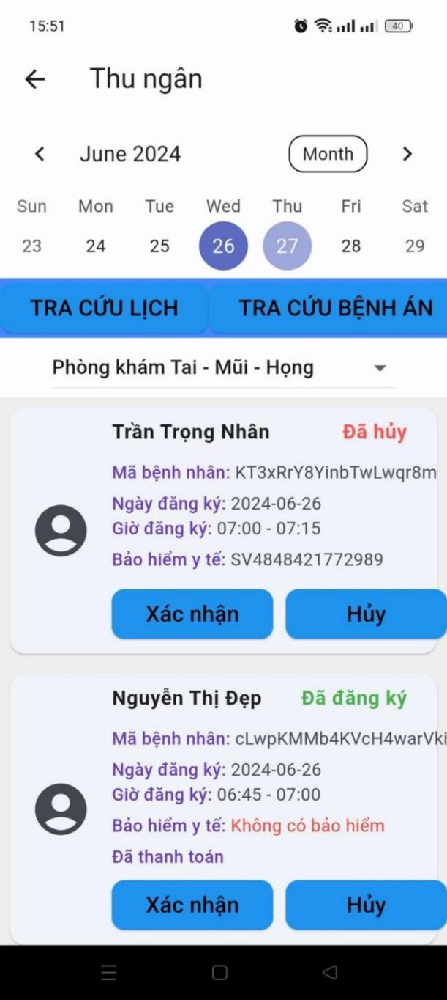 15:51
40
Thu ngân
June 2024 Month
Sun Mon Tue Wed Thu Fri Sat
23 24 25 26 27 28 29
TRA CỨU LỊCH TRA CỨU BỆNH ÁN
Phòng khám Tai - Mũi - Họng
Trần Trọng Nhân Đã hủy
Mã bệnh nhân: KT3xRrY8YinbTwLwqr8m
Ngày đăng ký: 2024-06-26
Giờ đăng ký: 07:00 - 07:15
Bảo hiểm y tế: SV4848421772989
Xác nhận Hủy
Nguyễn Thị Đẹp Đã đăng ký
Mã bệnh nhân: cLwpKMMb4KVcH4warVki
Ngày đăng ký: 2024-06-26
Giờ đăng ký: 06:45 - 07:00
Bảo hiểm y tế: Không có bảo hiểm
Đã thanh toán
Xác nhận Hủy